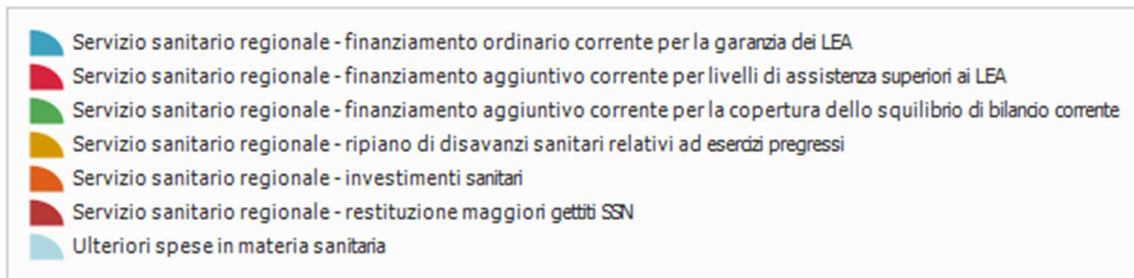 Servizio sanitario regionale - finanziamento ordinario corrente per la garanzia dei LEA
Servizio sanitario regionale - finanziamento aggiuntivo corrente per livelli di assistenza superiori ai LEA
Servizio sanitario regionale - finanziamento aggiuntivo corrente per la copertura dello squilibrio di bilancio corrente
Servizio sanitario regionale - ripiano di disavanzi sanitari relativi ad esercizi pregressi
Servizio sanitario regionale - investimenti sanitari
Servizio sanitario regionale - restituzione maggiori gettiti SSN
Ulteriori spese in materia sanitaria